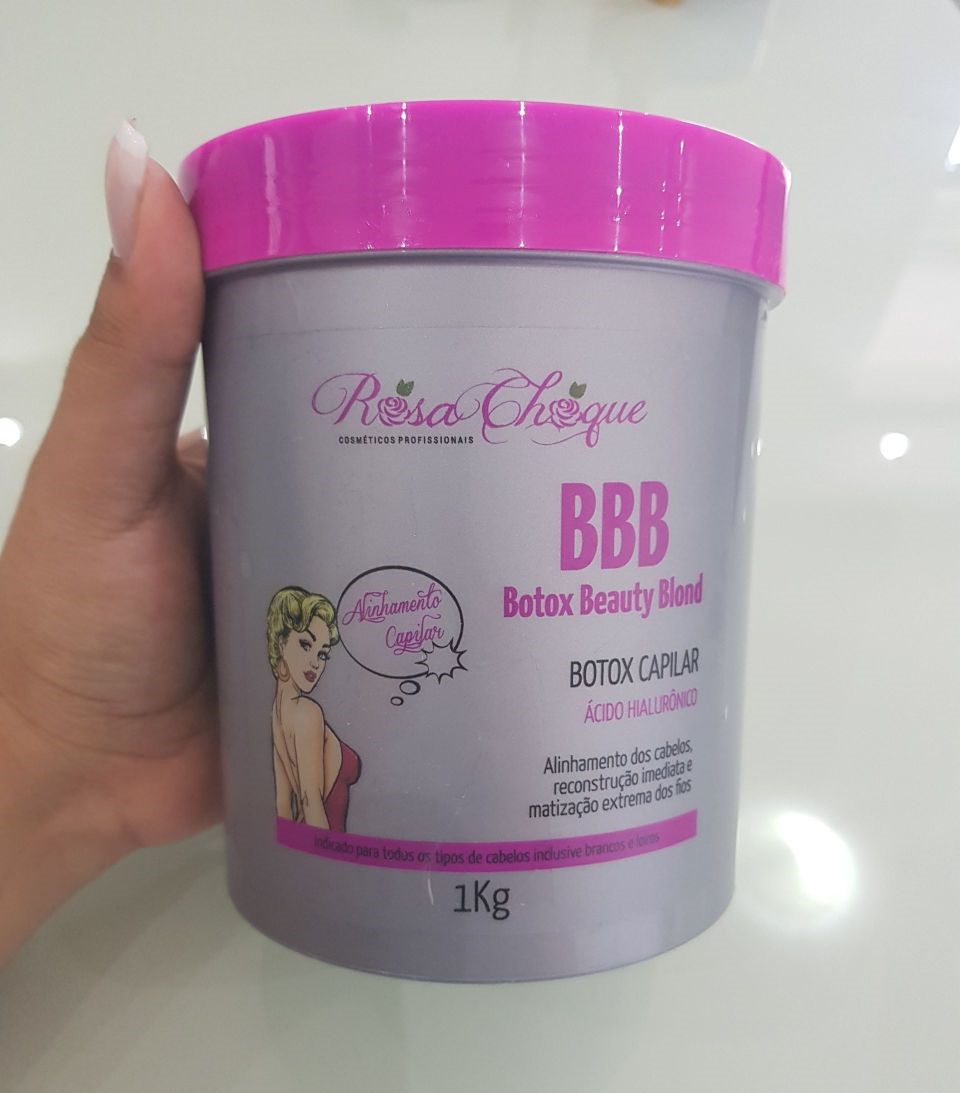 Rosa Choque
COSMÉTICOS PROFISSIONAIS
BBB
Botox Beauty Blond
Alinhamento
Capilar
BOTOX CAPILAR
ÁCIDO HIALURÔNICO
Alinhamento dos cabelos,
reconstrução imediata e
matização extrema dos fios
indicado para todos os tipos de cabelos inclusive brancos e loiros
1Kg